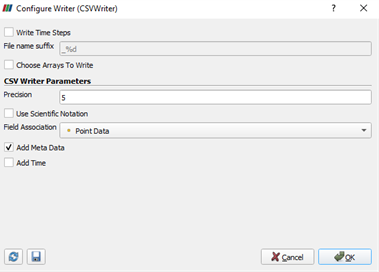 Configure Writer (CSVWriter)
Write Time Steps
File name suffix _%d
Choose Arrays To Write
CSV Writer Parameters
Precision 5
Use Scientific Notation
Field Association Point Data
Add Meta Data
Add Time
Cancel OK